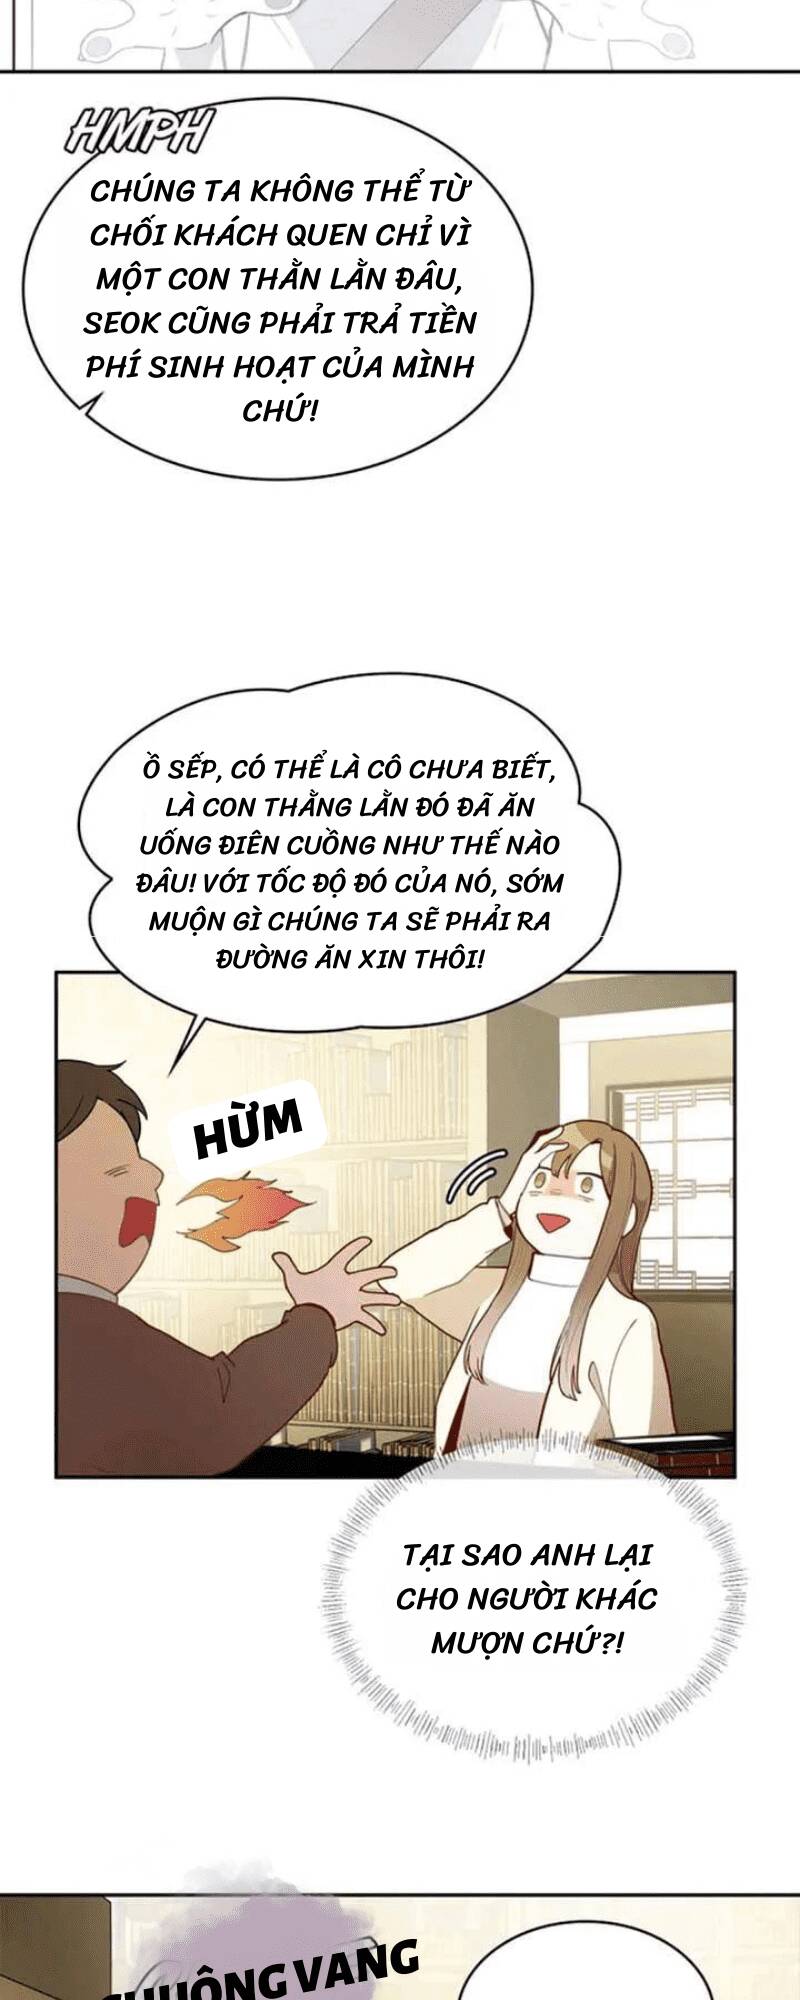 HMPH
CHÚNG TA KHÔNG THỂ TỪ
CHỐI KHÁCH QUEN CHỈ VÌ
MỘT CON THẰN LẰN ĐÂU,
SEOK CŨNG PHẢI TRẢ TIỀN
PHÍ SINH HOẠT CỦA MÌNH
CHỨ!
Ồ SẾP, CÓ THỂ LÀ CÔ CHƯA BIẾT,
LÀ CON THẰNG LẰN ĐÓ ĐÃ ĂN
UỐNG ĐIÊN CUỒNG NHƯ THẾ NÀO
ĐÂU! VỚI TỐC ĐỘ ĐÓ CỦA NÓ, SỚM
MUỘN GÌ CHÚNG TA SẼ PHẢI RA
ĐƯỜNG ĂN XIN THÔI!
HỪM
TẠI SAO ANH LẠI
CHO NGƯỜI KHÁC
MƯỢN CHỨ?!
CHUÔNG VANG